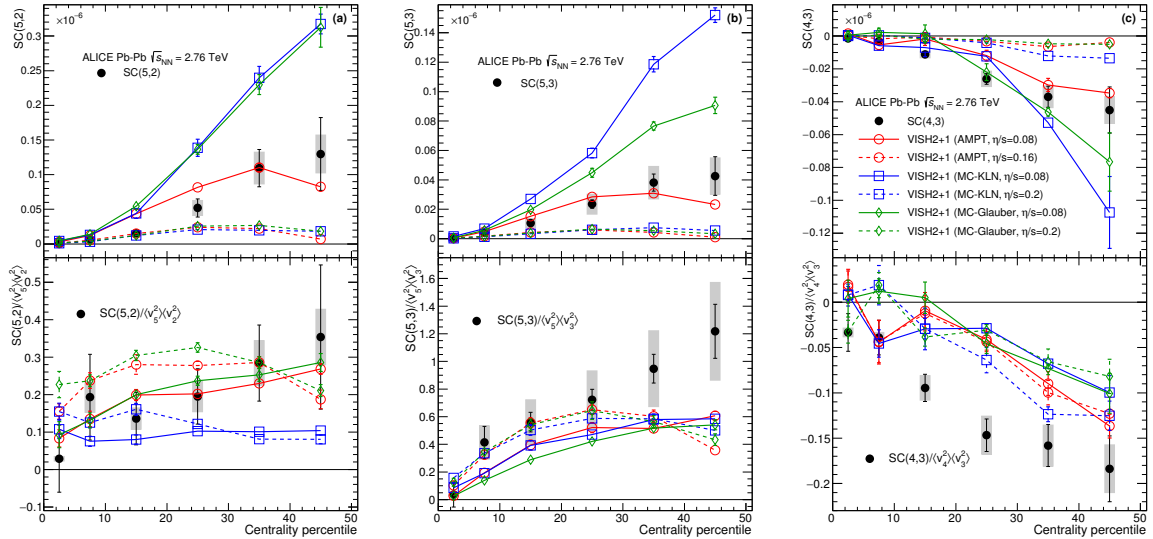 ×10⁻⁶
(a)
SC(5,2)
0.3
0.25
0.2
0.15
0.1
0.05
0
ALICE Pb-Pb √s_NN = 2.76 TeV
SC(5,2)
SC(5,2)/⟨v₅²⟩⟨v₂²⟩
0.5
0.4
0.3
0.2
0.1
0
−0.1
SC(5,2)/⟨v₅²⟩⟨v₂²⟩
0 10 20 30 40 50
Centrality percentile
×10⁻⁶
(b)
SC(5,3)
0.14
0.12
0.1
0.08
0.06
0.04
0.02
0
ALICE Pb-Pb √s_NN = 2.76 TeV
SC(5,3)
SC(5,3)/⟨v₅²⟩⟨v₃²⟩
1.6
1.4
1.2
1
0.8
0.6
0.4
0.2
0
SC(5,3)/⟨v₅²⟩⟨v₃²⟩
0 10 20 30 40 50
Centrality percentile
×10⁻⁶
(c)
SC(4,3)
0
−0.02
−0.04
−0.06
−0.08
−0.1
−0.12
ALICE Pb-Pb √s_NN = 2.76 TeV
SC(4,3)
VISH2+1 (AMPT, η/s=0.08)
VISH2+1 (AMPT, η/s=0.16)
VISH2+1 (MC-KLN, η/s=0.08)
VISH2+1 (MC-KLN, η/s=0.2)
VISH2+1 (MC-Glauber, η/s=0.08)
VISH2+1 (MC-Glauber, η/s=0.2)
SC(4,3)/⟨v₄²⟩⟨v₃²⟩
0
−0.05
−0.1
−0.15
−0.2
SC(4,3)/⟨v₄²⟩⟨v₃²⟩
0 10 20 30 40 50
Centrality percentile